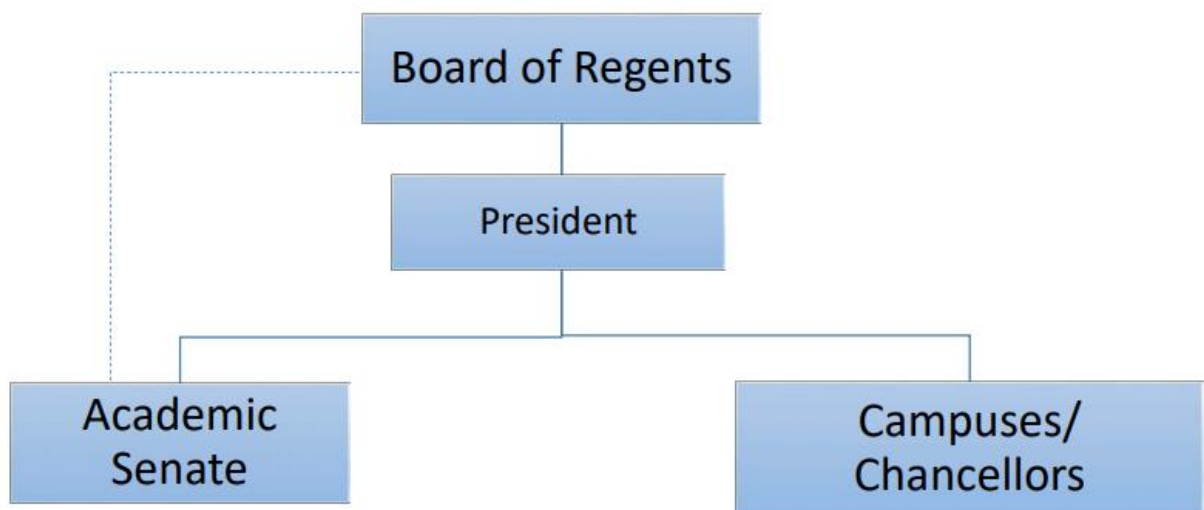 Board of Regents
President
Academic
Senate
Campuses/
Chancellors